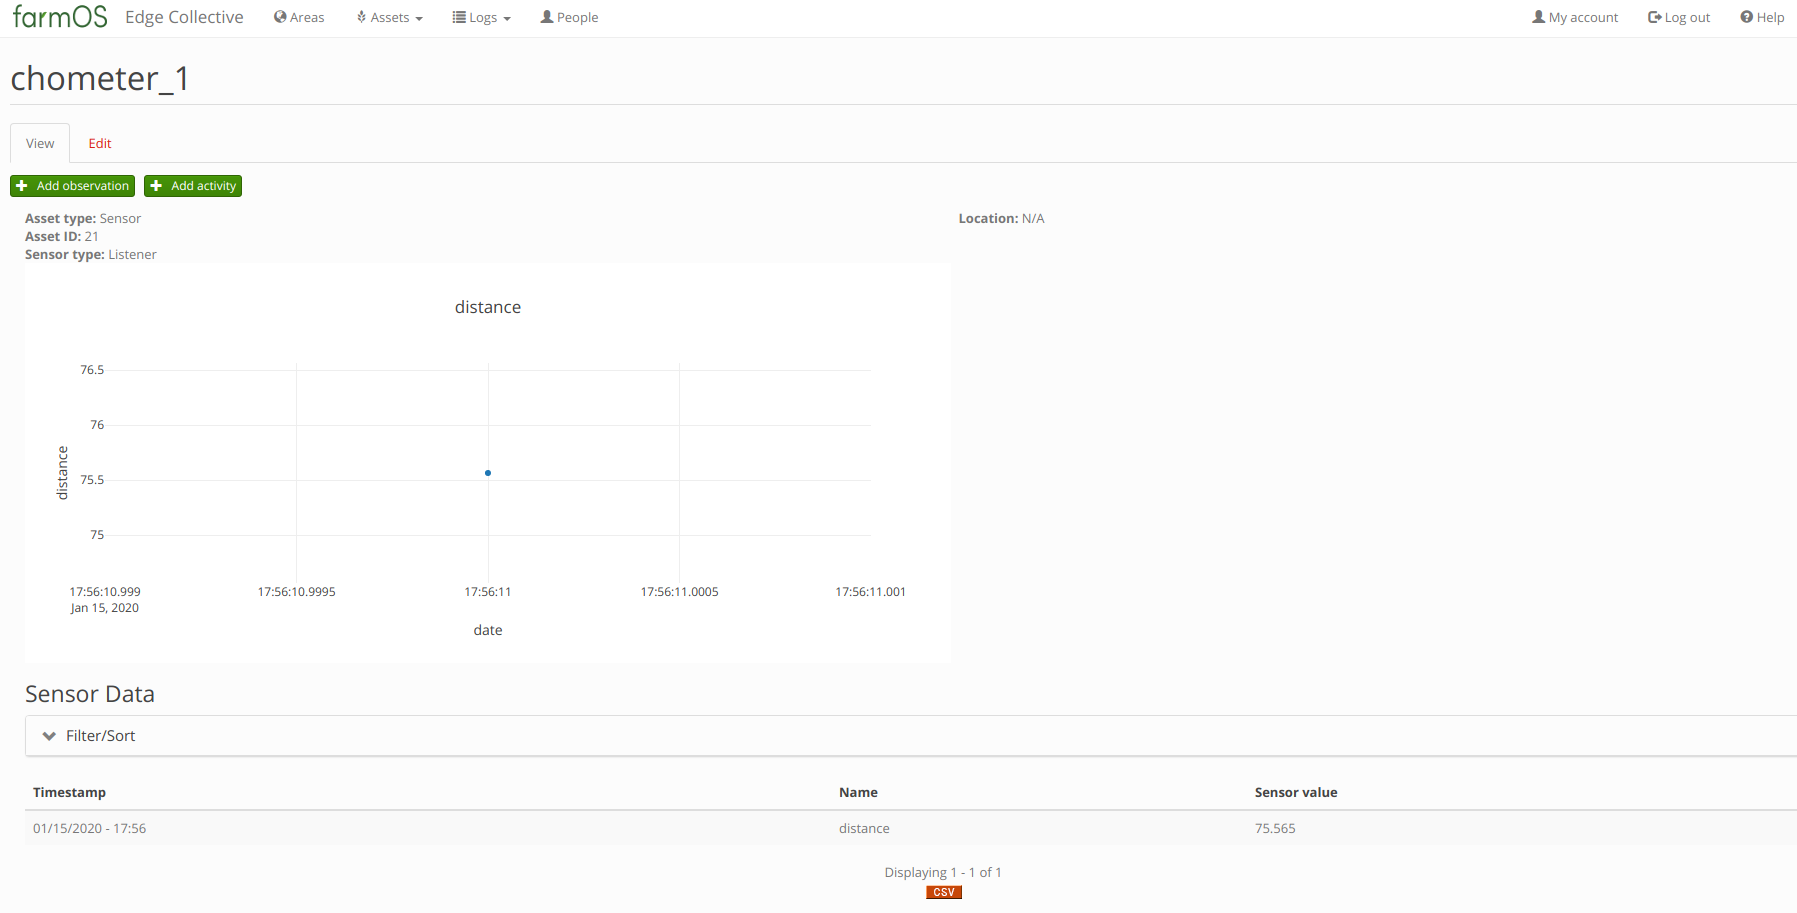 farmOS Edge Collective Areas Assets Logs People My account Log out Help
chometer_1
View Edit
Add observation Add activity
Asset type: Sensor
Asset ID: 21
Sensor type: Listener
Location: N/A
distance
76.5
76
75.5
75
distance
17:56:10.999 17:56:10.9995 17:56:11 17:56:11.0005 17:56:11.001
Jan 15, 2020
date
Sensor Data
Filter/Sort
Timestamp Name Sensor value
01/15/2020 - 17:56 distance 75.565
Displaying 1 - 1 of 1
CSV